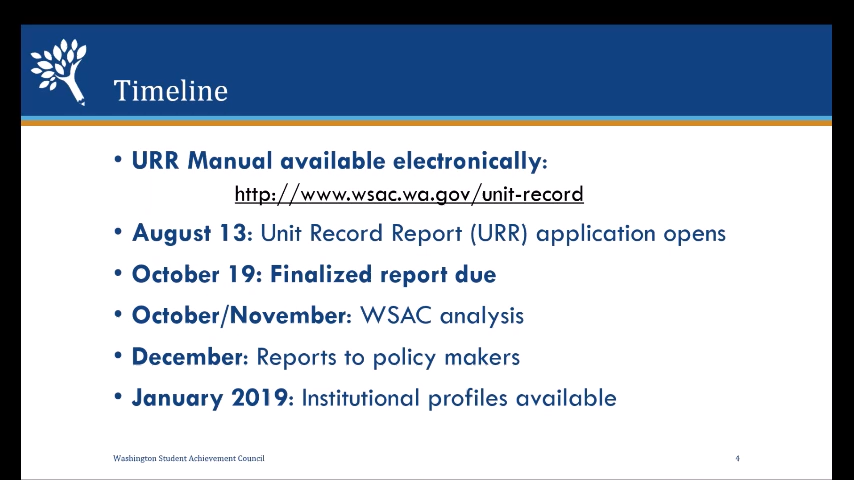 Timeline
• URR Manual available electronically:
http://www.wsac.wa.gov/unit-record
• August 13: Unit Record Report (URR) application opens
• October 19: Finalized report due
• October/November: WSAC analysis
• December: Reports to policy makers
• January 2019: Institutional profiles available
Washington Student Achievement Council
4